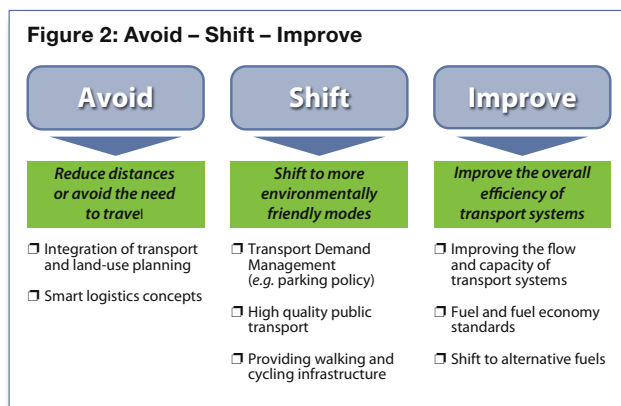 Figure 2: Avoid – Shift – Improve
Avoid
Reduce distances
or avoid the need
to travel
❒ Integration of transport
and land-use planning
❒ Smart logistics concepts
Shift
Shift to more
environmentally
friendly modes
❒ Transport Demand
Management
(e.g. parking policy)
❒ High quality public
transport
❒ Providing walking and
cycling infrastructure
Improve
Improve the overall
efficiency of
transport systems
❒ Improving the flow
and capacity of
transport systems
❒ Fuel and fuel economy
standards
❒ Shift to alternative fuels